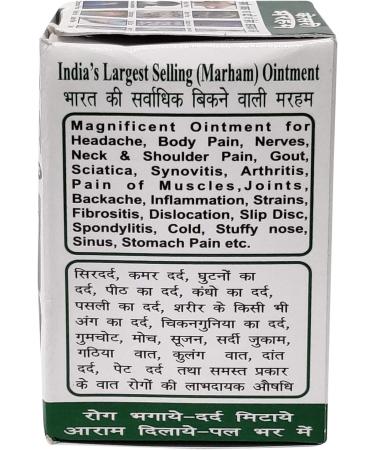 India's Largest Selling (Marham) Ointment
भारत की सर्वाधिक बिकने वाली मरहम
Magnificent Ointment for
Headache, Body Pain, Nerves,
Neck & Shoulder Pain, Gout,
Sciatica, Synovitis, Arthritis,
Pain of Muscles,Joints,
Backache, Inflammation, Strains,
Fibrositis, Dislocation, Slip Disc,
Spondylitis, Cold, Stuffy nose,
Sinus, Stomach Pain etc.
सिरदर्द, कमर दर्द, घुटनों का
दर्द, पीठ का दर्द, कंधो का दर्द,
पसली का दर्द, शरीर के किसी भी
अंग का दर्द, चिकनगुनिया का दर्द,
गुमचोट, मोच, सूजन, सर्दी जुकाम,
गठिया वात, कुलंग वात, दांत
दर्द, पेट दर्द तथा समस्त प्रकार
के वात रोगों की लाभदायक औषधि
रोग भगाये-दर्द मिटाये
आराम दिलाये-पल भर में